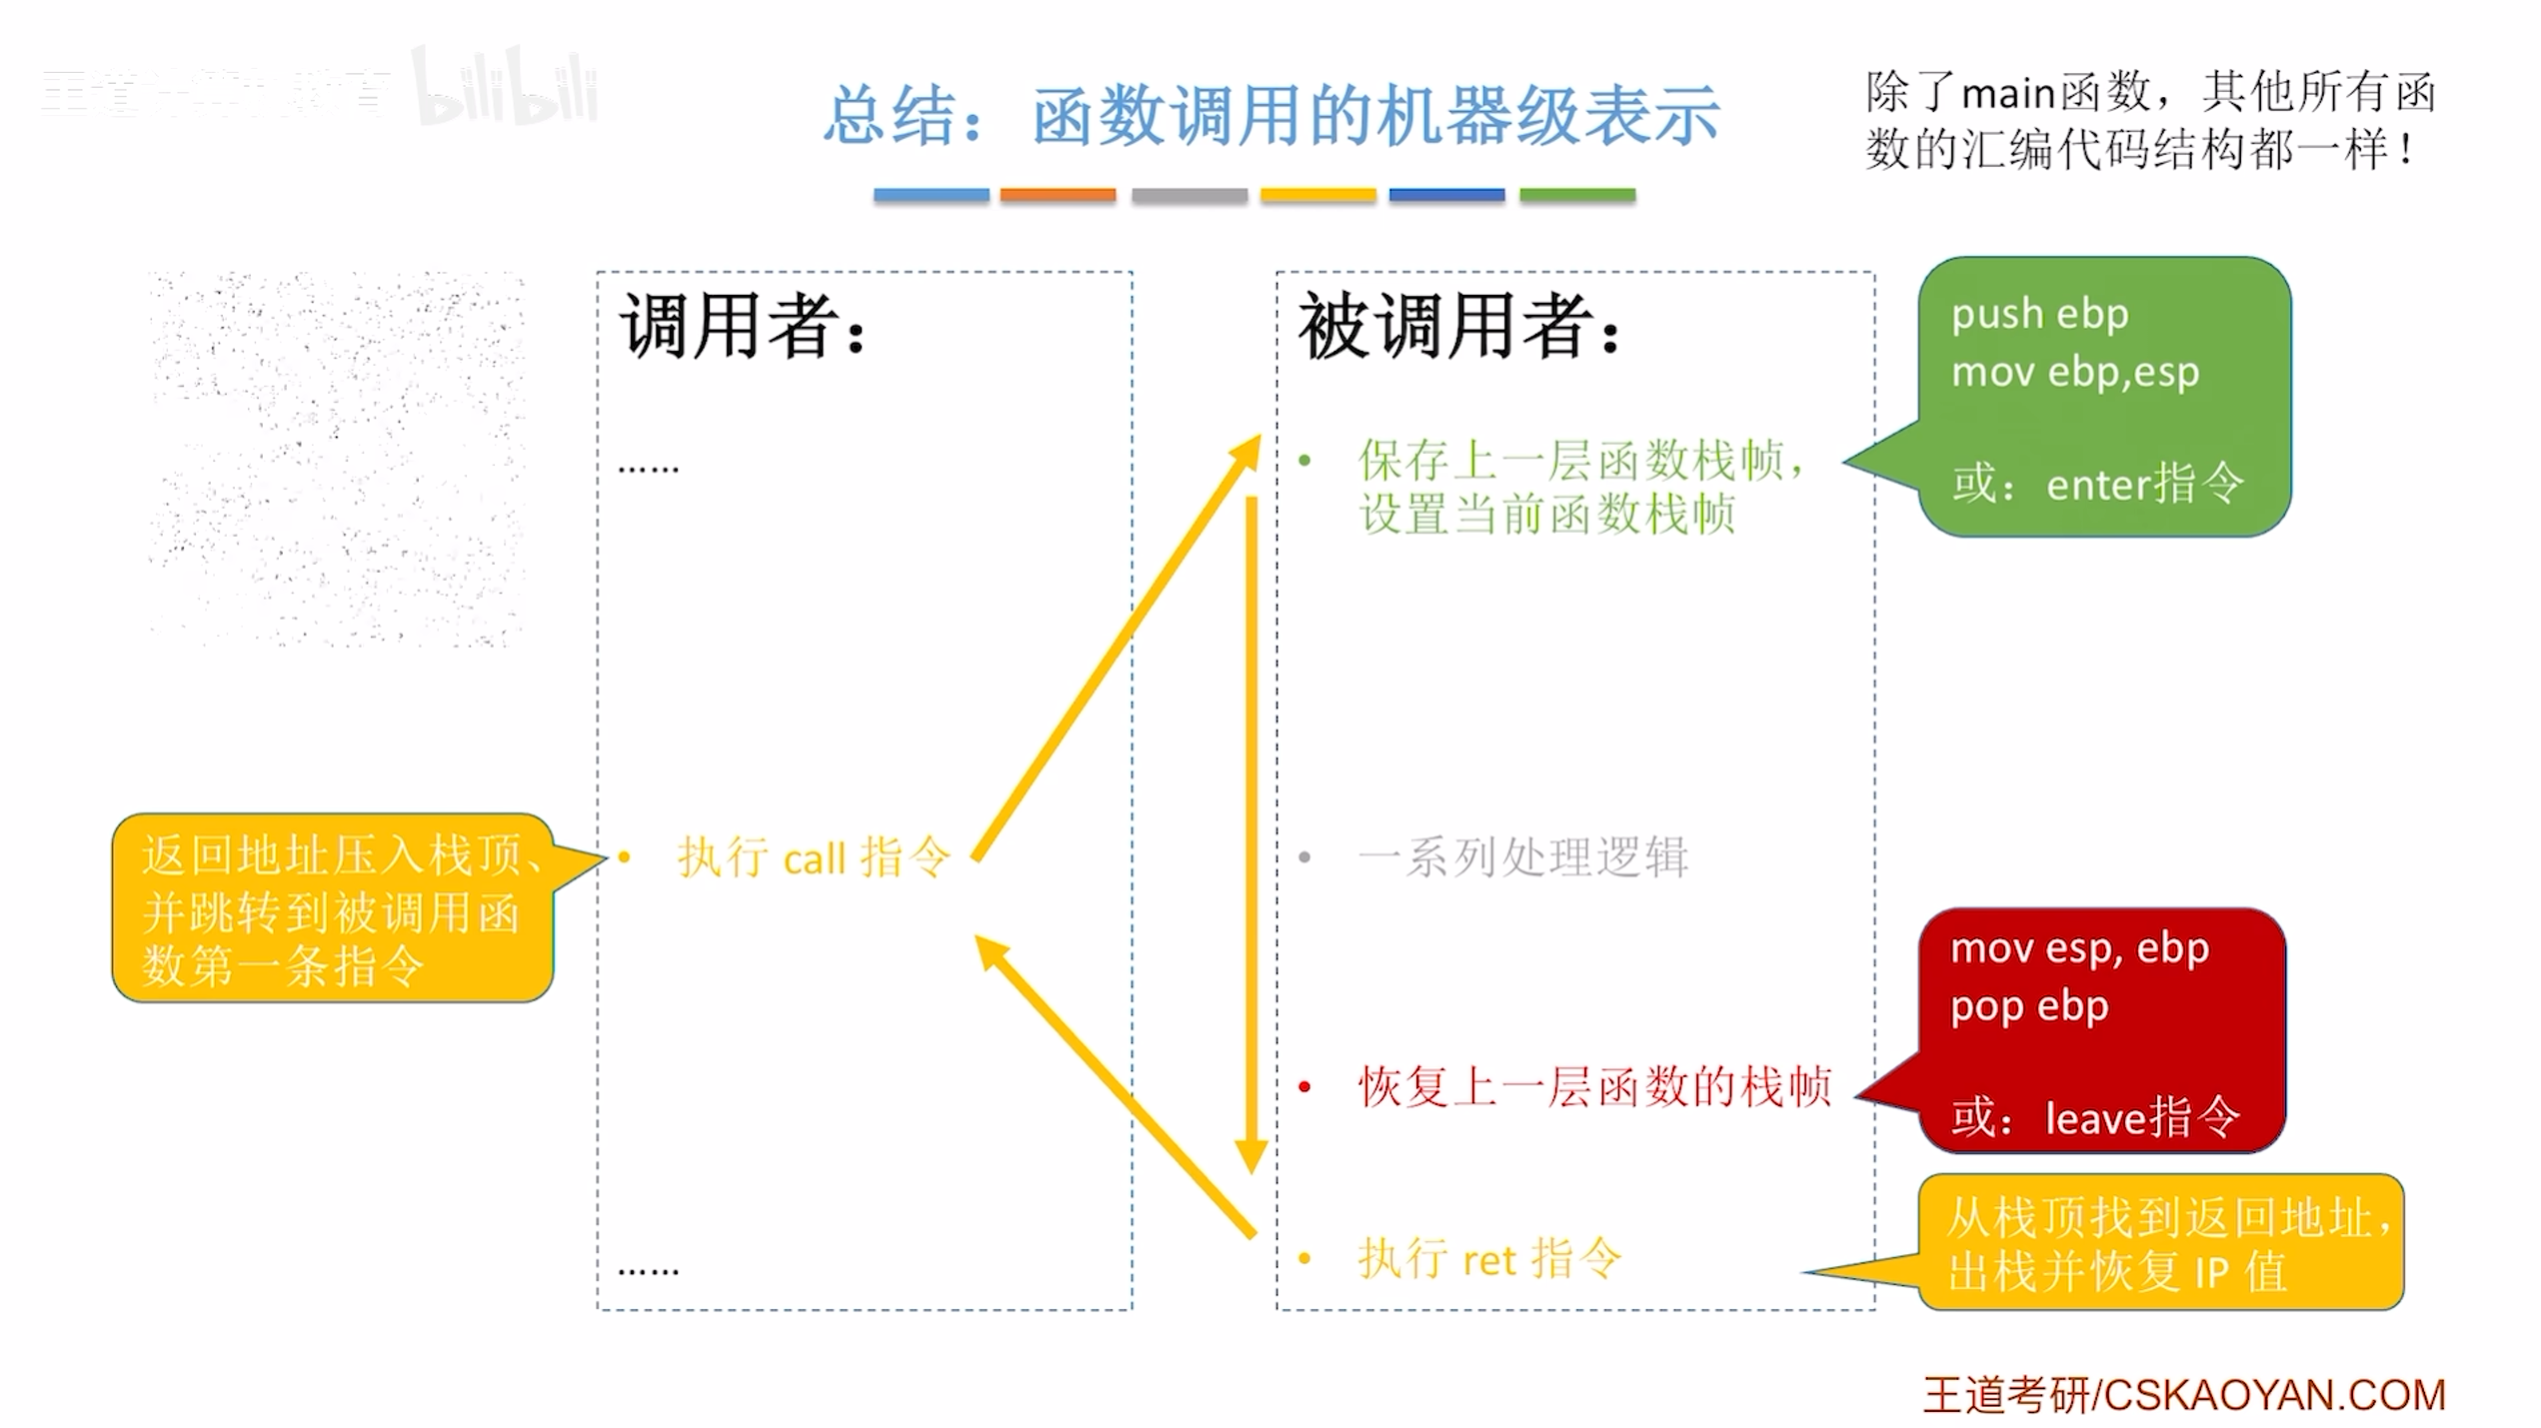 bilibili
总结：函数调用的机器级表示
除了main函数，其他所有函
数的汇编代码结构都一样！
调用者：
……
• 执行 call 指令
……
返回地址压入栈顶、
并跳转到被调用函
数第一条指令
被调用者：
• 保存上一层函数栈帧，
设置当前函数栈帧
• 一系列处理逻辑
• 恢复上一层函数的栈帧
• 执行 ret 指令
push ebp
mov ebp,esp
或：enter指令
mov esp, ebp
pop ebp
或：leave指令
从栈顶找到返回地址，
出栈并恢复 IP 值
王道考研/CSKAOYAN.COM